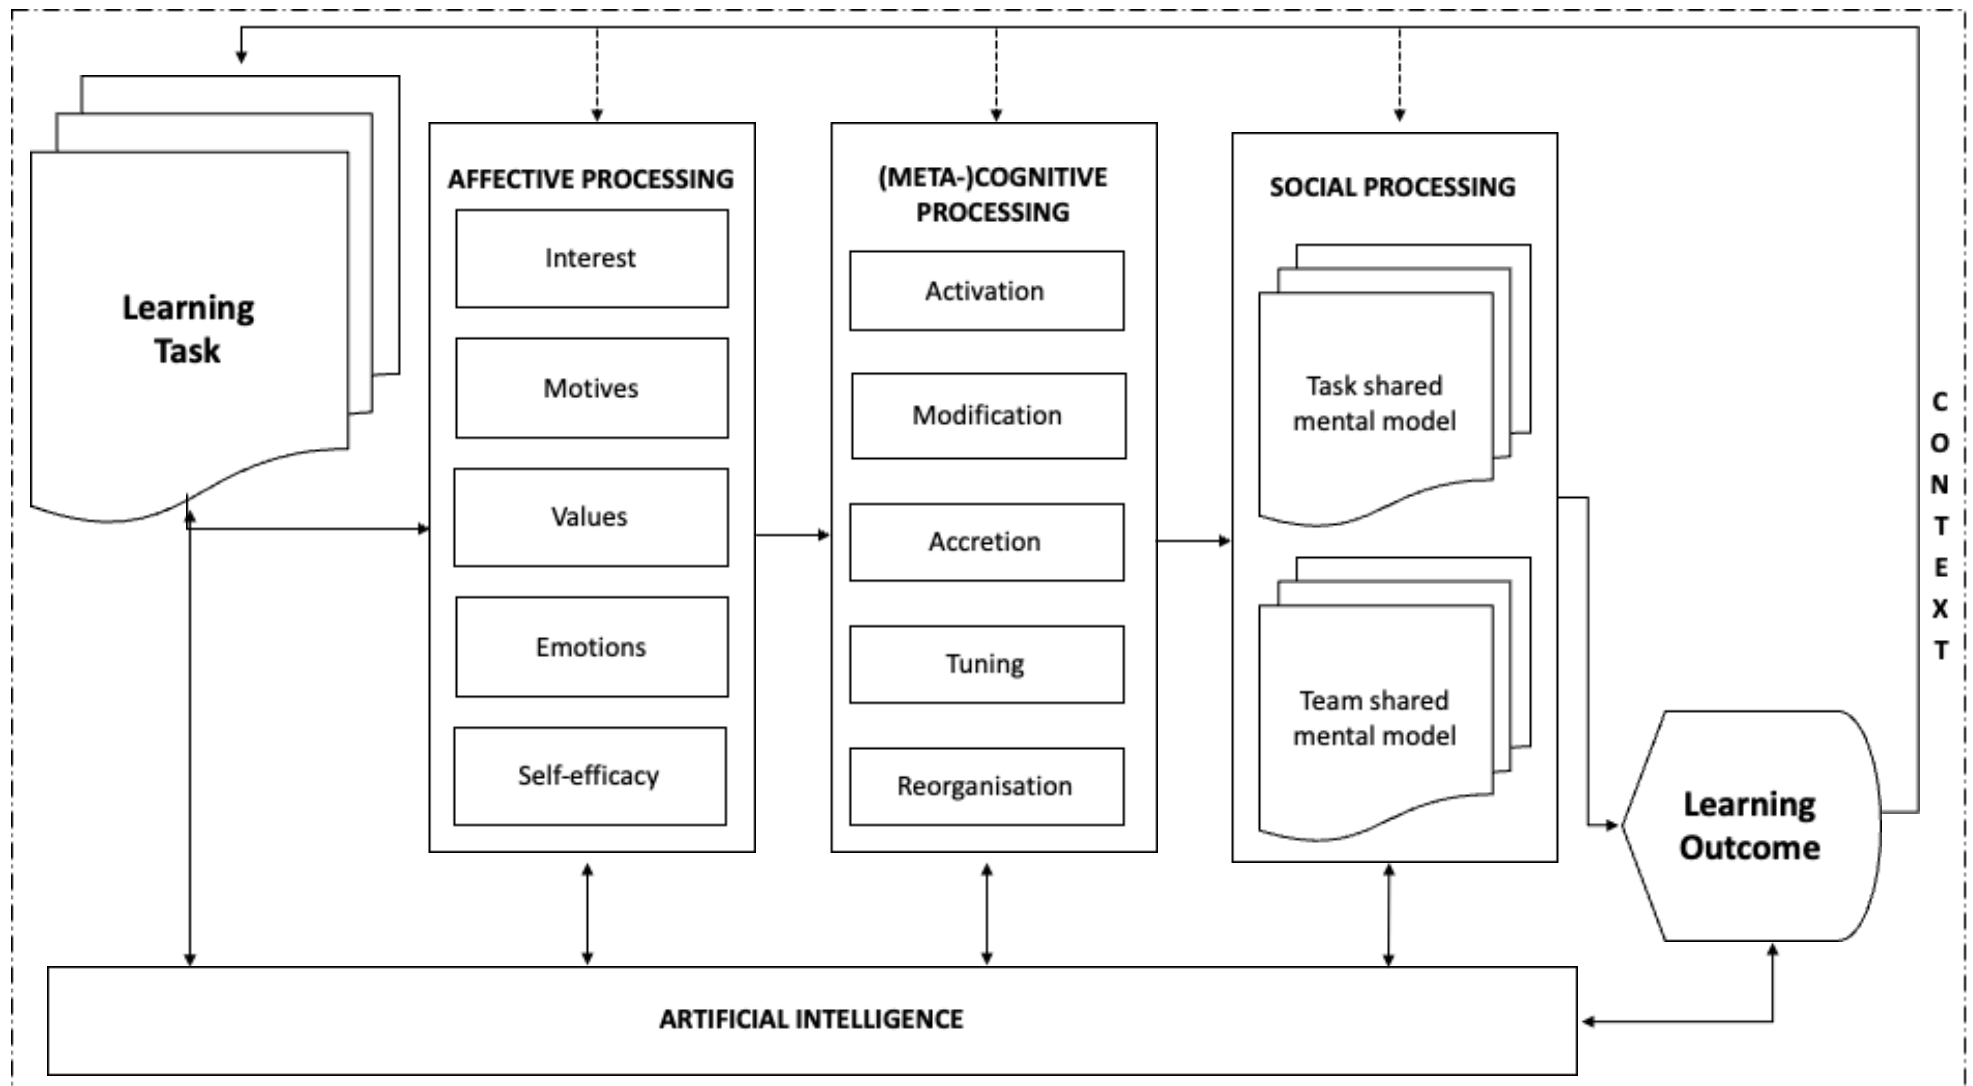 Learning
Task
AFFECTIVE PROCESSING
Interest
Motives
Values
Emotions
Self-efficacy
(META-)COGNITIVE
PROCESSING
Activation
Modification
Accretion
Tuning
Reorganisation
SOCIAL PROCESSING
Task shared
mental model
Team shared
mental model
Learning
Outcome
C
O
N
T
E
X
T
ARTIFICIAL INTELLIGENCE